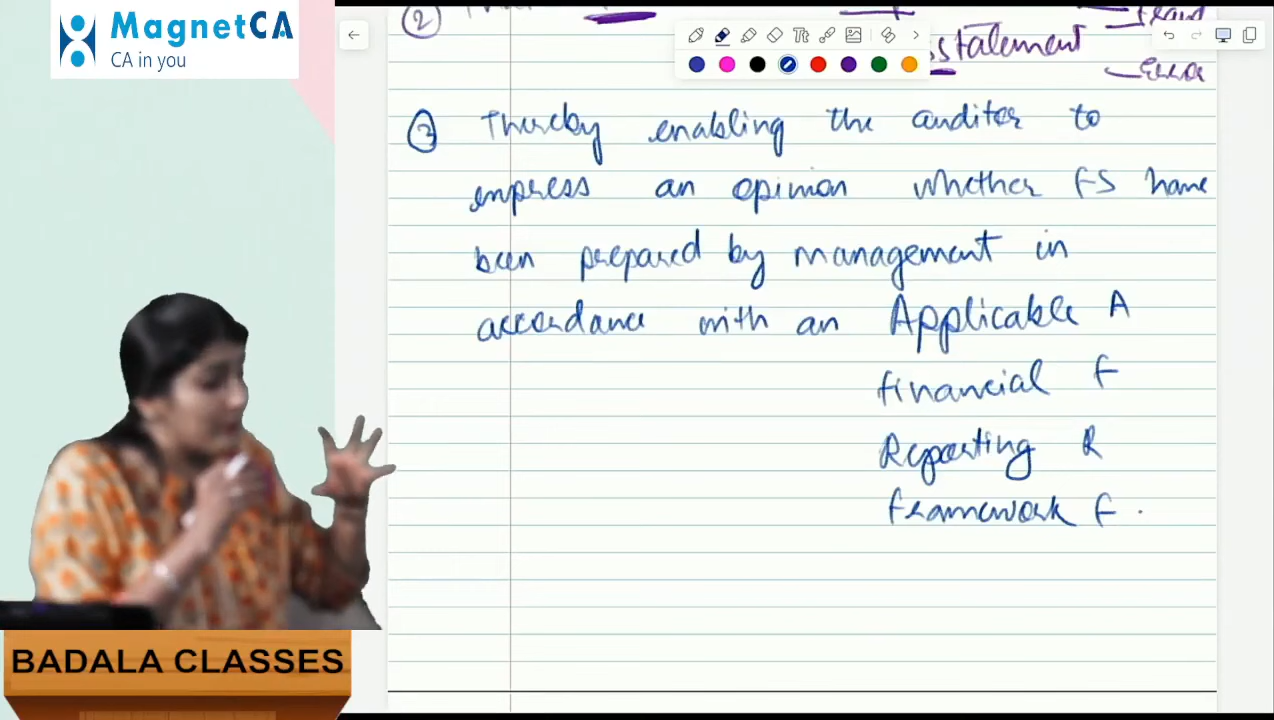 MagnetCA
CA in you
②
statement
Error
③ Thereby enabling the auditor to
express an opinion whether FS have
been prepared by management in
accordance with an Applicable A
financial F
Reporting R
framework F
BADALA CLASSES